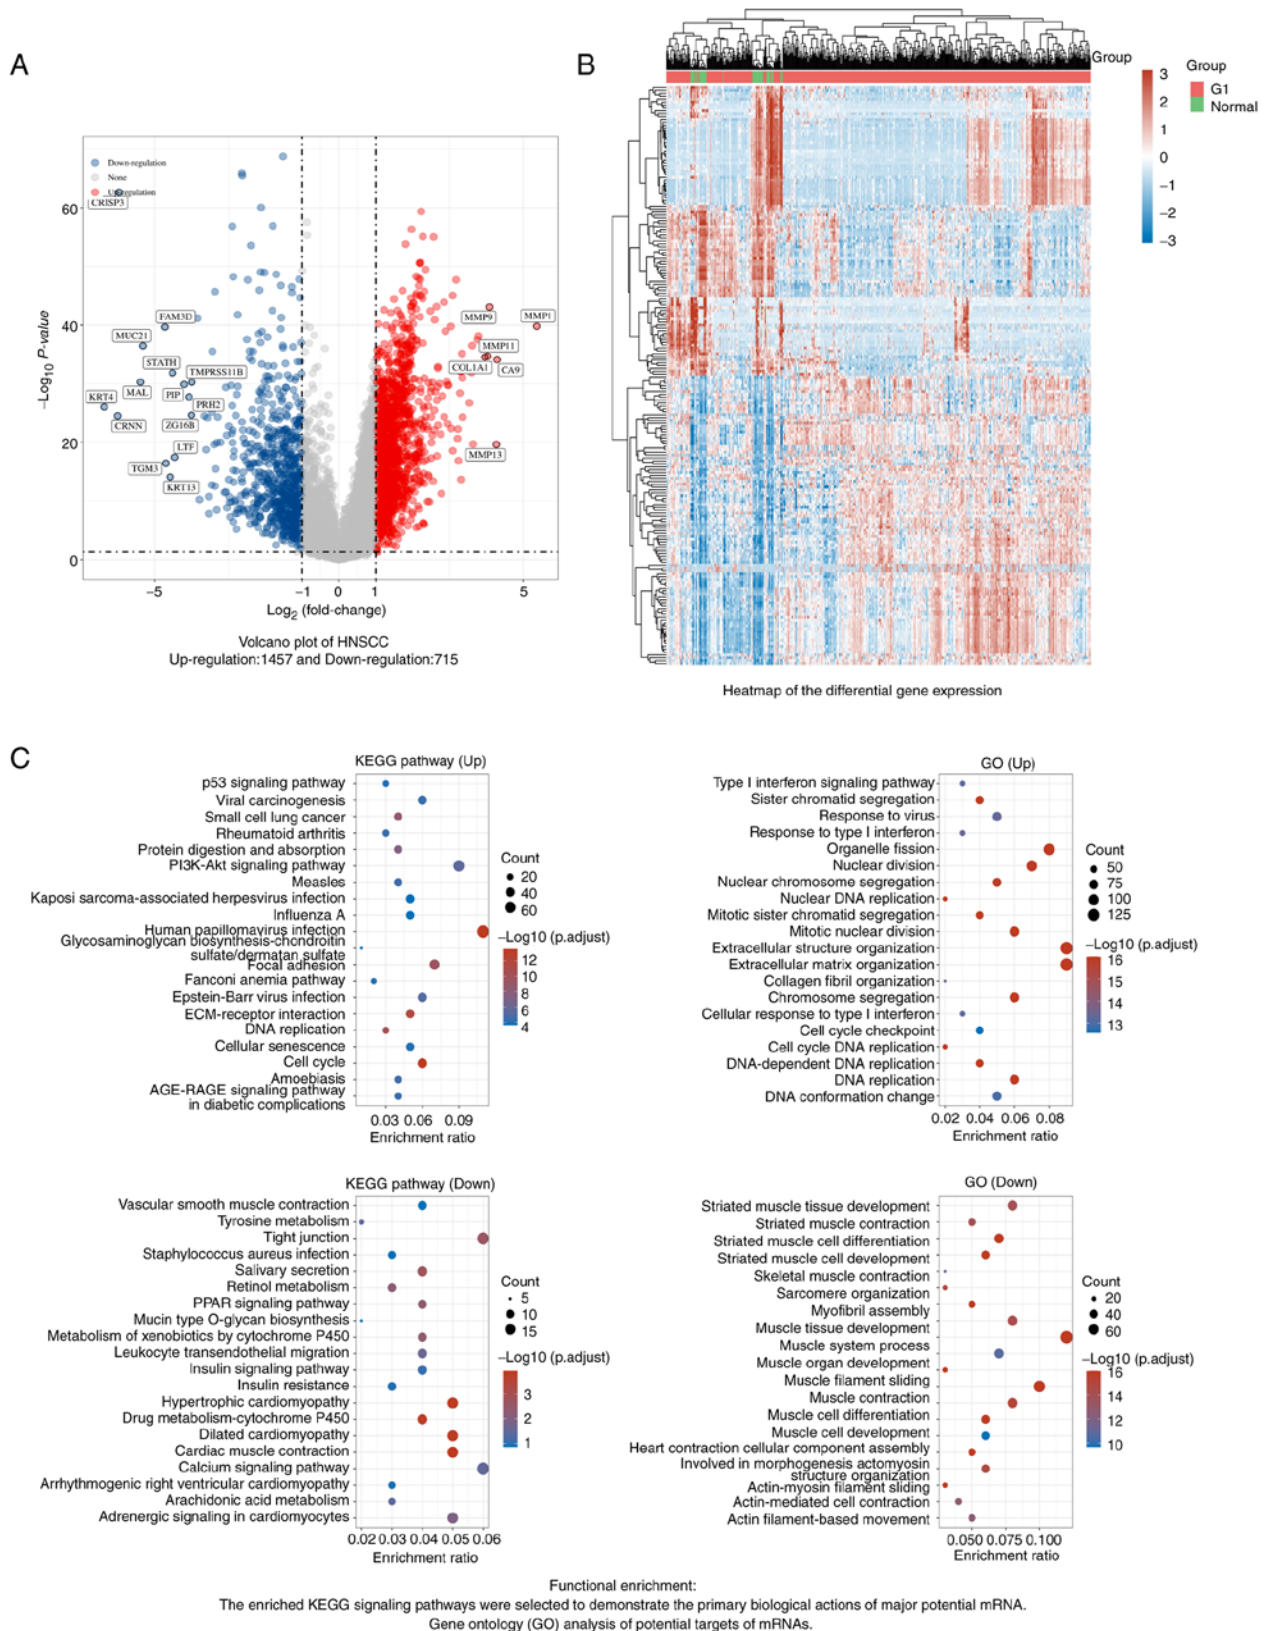 A
Down-regulation
None
Up-regulation
CRISP3
FAM3D
MUC21
STATH
TMPRSS11B
MAL
PIP
KRT4
PRH2
CRNN
ZG16B
LTF
TGM3
KRT13
MMP9
MMP1
MMP11
COL1A1
CA9
MMP13
60
40
20
0
−Log10 P-value
−5
−1
0
1
5
Log2 (fold-change)
Volcano plot of HNSCC
Up-regulation:1457 and Down-regulation:715
B
Group
3
2
1
0
−1
−2
−3
Group
G1
Normal
Heatmap of the differential gene expression
C
KEGG pathway (Up)
p53 signaling pathway
Viral carcinogenesis
Small cell lung cancer
Rheumatoid arthritis
Protein digestion and absorption
PI3K-Akt signaling pathway
Measles
Kaposi sarcoma-associated herpesvirus infection
Influenza A
Human papillomavirus infection
Glycosaminoglycan biosynthesis-chondroitin
sulfate/dermatan sulfate
Focal adhesion
Fanconi anemia pathway
Epstein-Barr virus infection
ECM-receptor interaction
DNA replication
Cellular senescence
Cell cycle
Amoebiasis
AGE-RAGE signaling pathway
in diabetic complications
0.03 0.06 0.09
Enrichment ratio
Count
20
40
60
−Log10 (p.adjust)
12
10
8
6
4
GO (Up)
Type I interferon signaling pathway
Sister chromatid segregation
Response to virus
Response to type I interferon
Organelle fission
Nuclear division
Nuclear chromosome segregation
Nuclear DNA replication
Mitotic sister chromatid segregation
Mitotic nuclear division
Extracellular structure organization
Extracellular matrix organization
Collagen fibril organization
Chromosome segregation
Cellular response to type I interferon
Cell cycle checkpoint
Cell cycle DNA replication
DNA-dependent DNA replication
DNA replication
DNA conformation change
0.02 0.04 0.06 0.08
Enrichment ratio
Count
50
75
100
125
−Log10 (p.adjust)
16
15
14
13
KEGG pathway (Down)
Vascular smooth muscle contraction
Tyrosine metabolism
Tight junction
Staphylococcus aureus infection
Salivary secretion
Retinol metabolism
PPAR signaling pathway
Mucin type O-glycan biosynthesis
Metabolism of xenobiotics by cytochrome P450
Leukocyte transendothelial migration
Insulin signaling pathway
Insulin resistance
Hypertrophic cardiomyopathy
Drug metabolism-cytochrome P450
Dilated cardiomyopathy
Cardiac muscle contraction
Calcium signaling pathway
Arrhythmogenic right ventricular cardiomyopathy
Arachidonic acid metabolism
Adrenergic signaling in cardiomyocytes
0.02 0.03 0.04 0.05 0.06
Enrichment ratio
Count
5
10
15
−Log10 (p.adjust)
3
2
1
GO (Down)
Striated muscle tissue development
Striated muscle contraction
Striated muscle cell differentiation
Striated muscle cell development
Skeletal muscle contraction
Sarcomere organization
Myofibril assembly
Muscle tissue development
Muscle system process
Muscle organ development
Muscle filament sliding
Muscle contraction
Muscle cell differentiation
Muscle cell development
Heart contraction cellular component assembly
Involved in morphogenesis actomyosin
structure organization
Actin-myosin filament sliding
Actin-mediated cell contraction
Actin filament-based movement
0.050 0.075 0.100
Enrichment ratio
Count
20
40
60
−Log10 (p.adjust)
16
14
12
10
Functional enrichment:
The enriched KEGG signaling pathways were selected to demonstrate the primary biological actions of major potential mRNA.
Gene ontology (GO) analysis of potential targets of mRNAs.